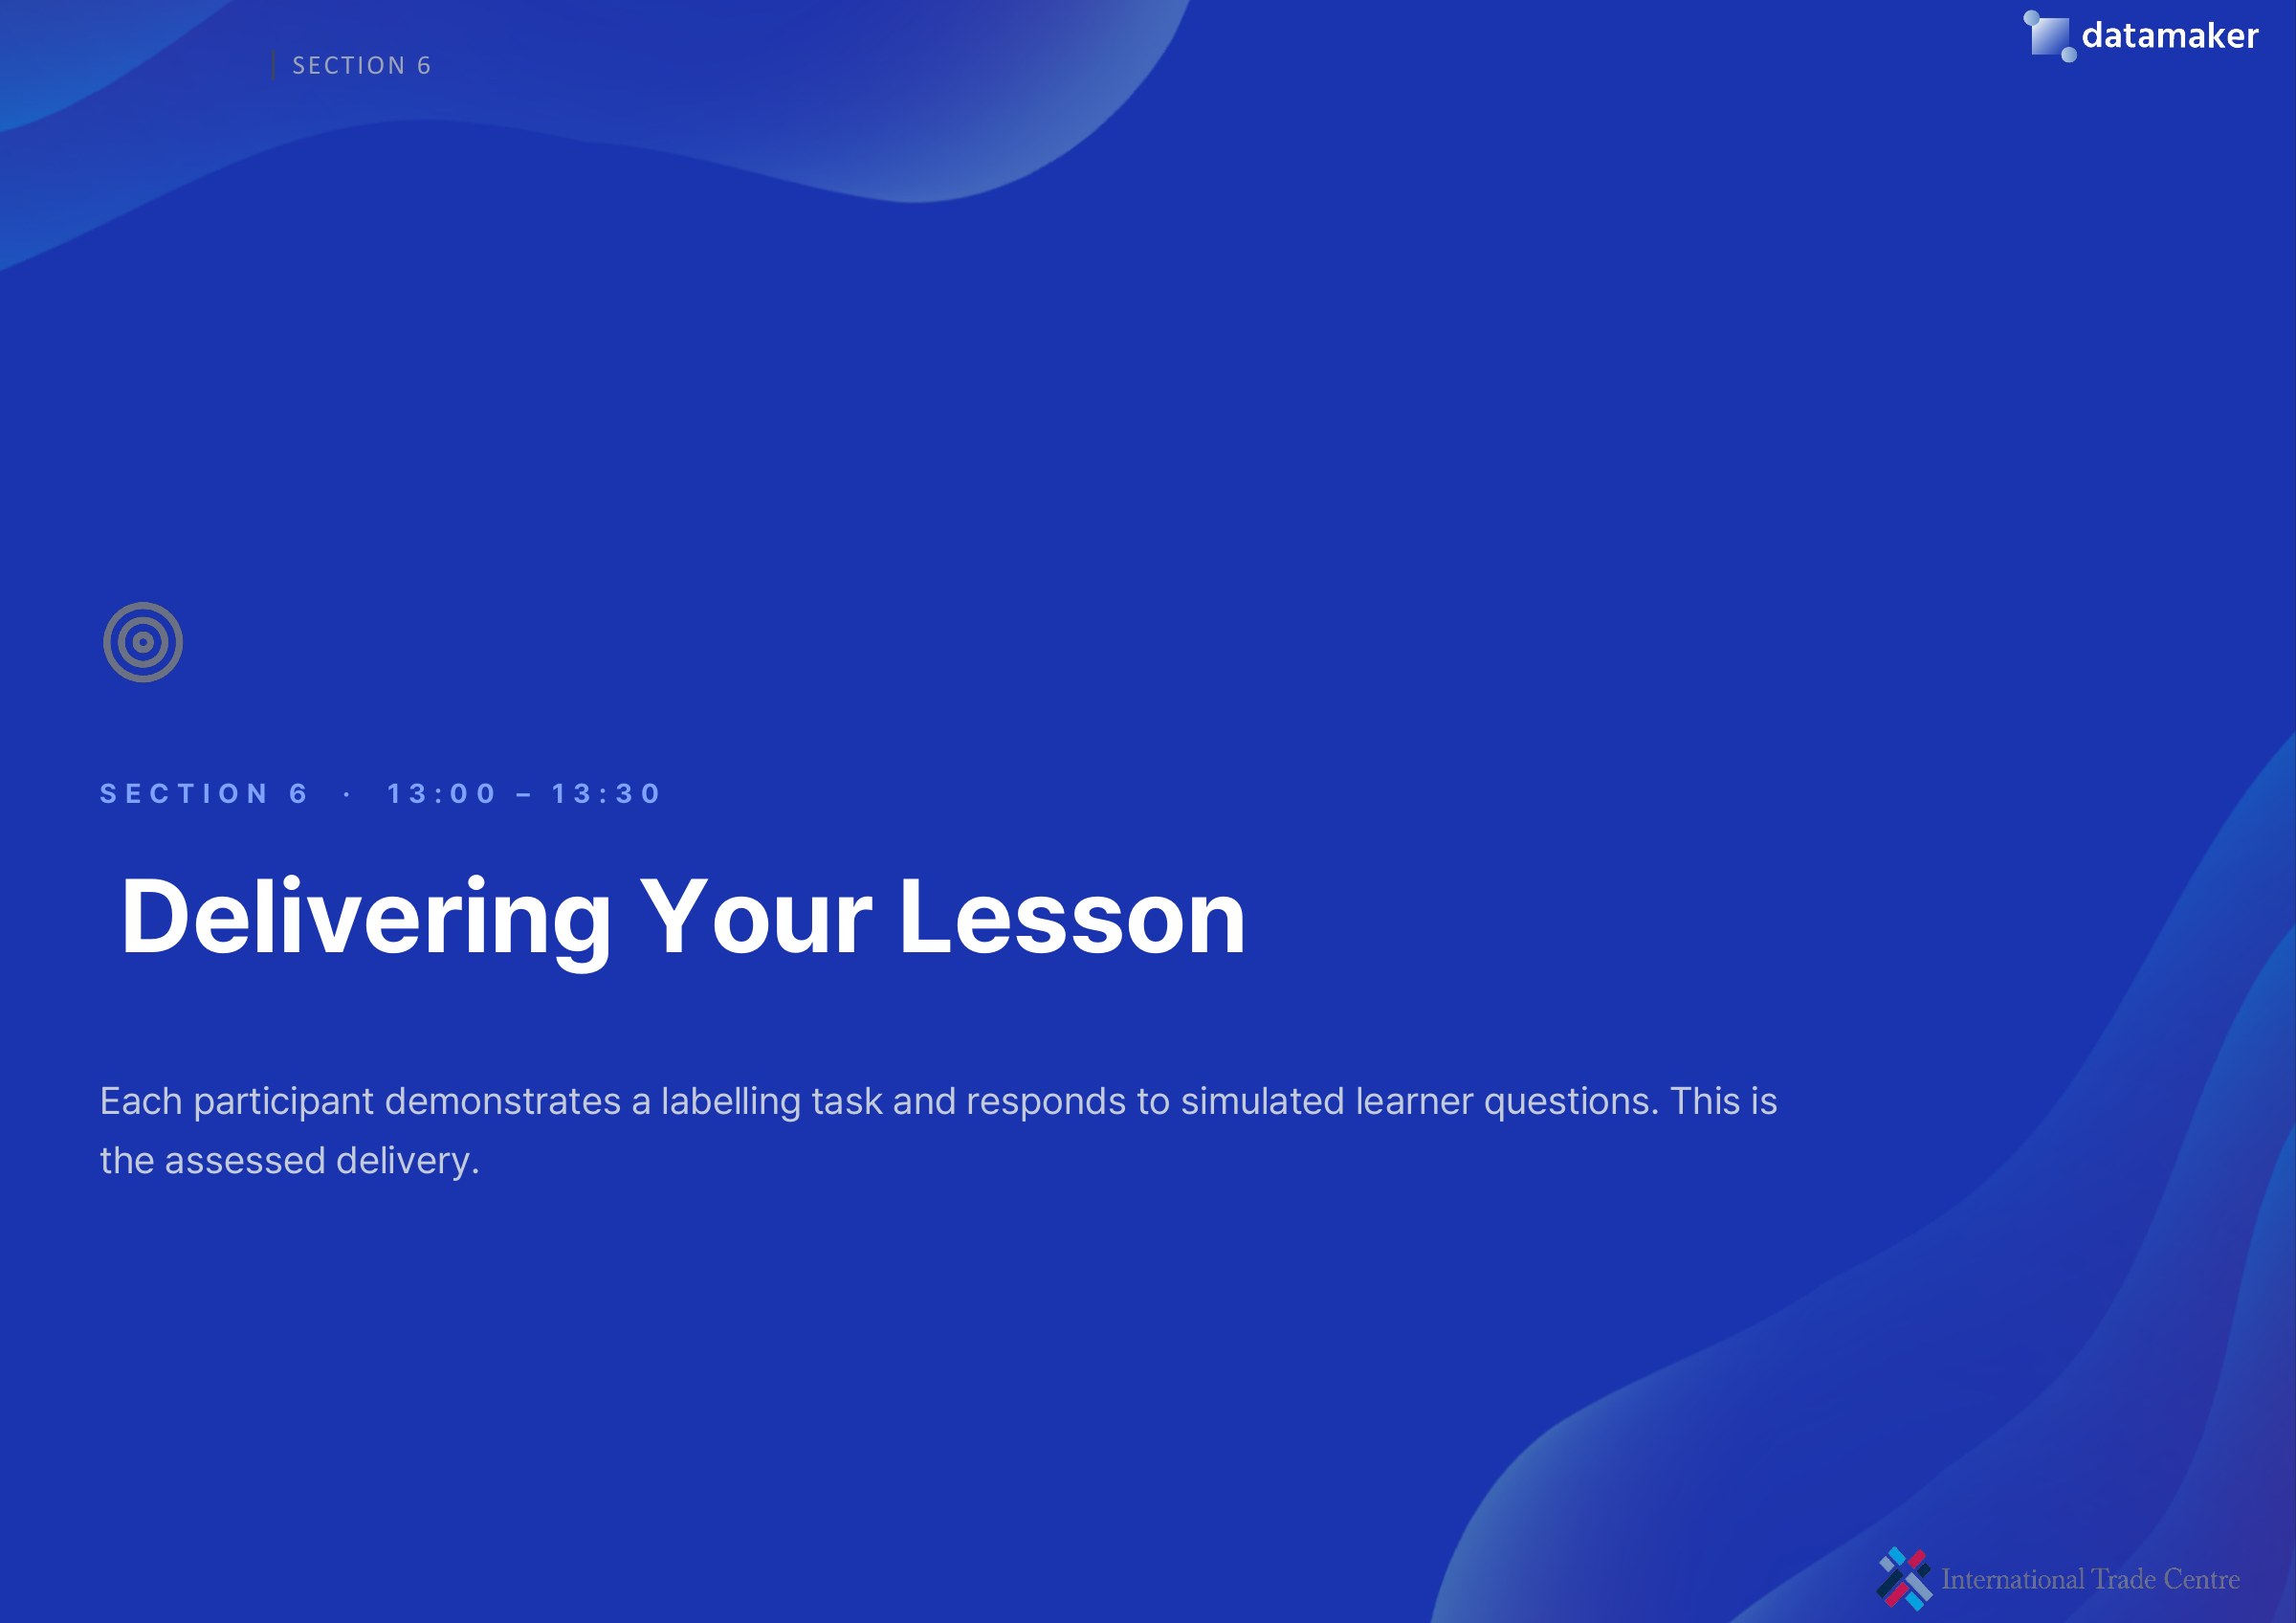 SECTION 6
datamaker
SECTION 6 · 13:00 – 13:30
Delivering Your Lesson
Each participant demonstrates a labelling task and responds to simulated learner questions. This is
the assessed delivery.
International Trade Centre